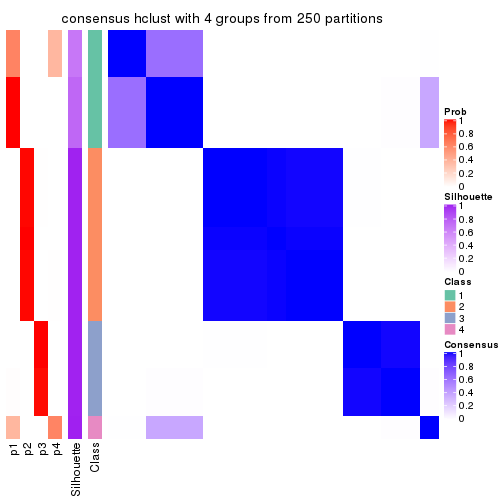 consensus hclust with 4 groups from 250 partitions
Prob
1
0.8
0.6
0.4
0.2
0
Silhouette
1
0.8
0.6
0.4
0.2
0
Class
1
2
3
4
Consensus
1
0.8
0.6
0.4
0.2
0
p1
p2
p3
p4
Silhouette
Class